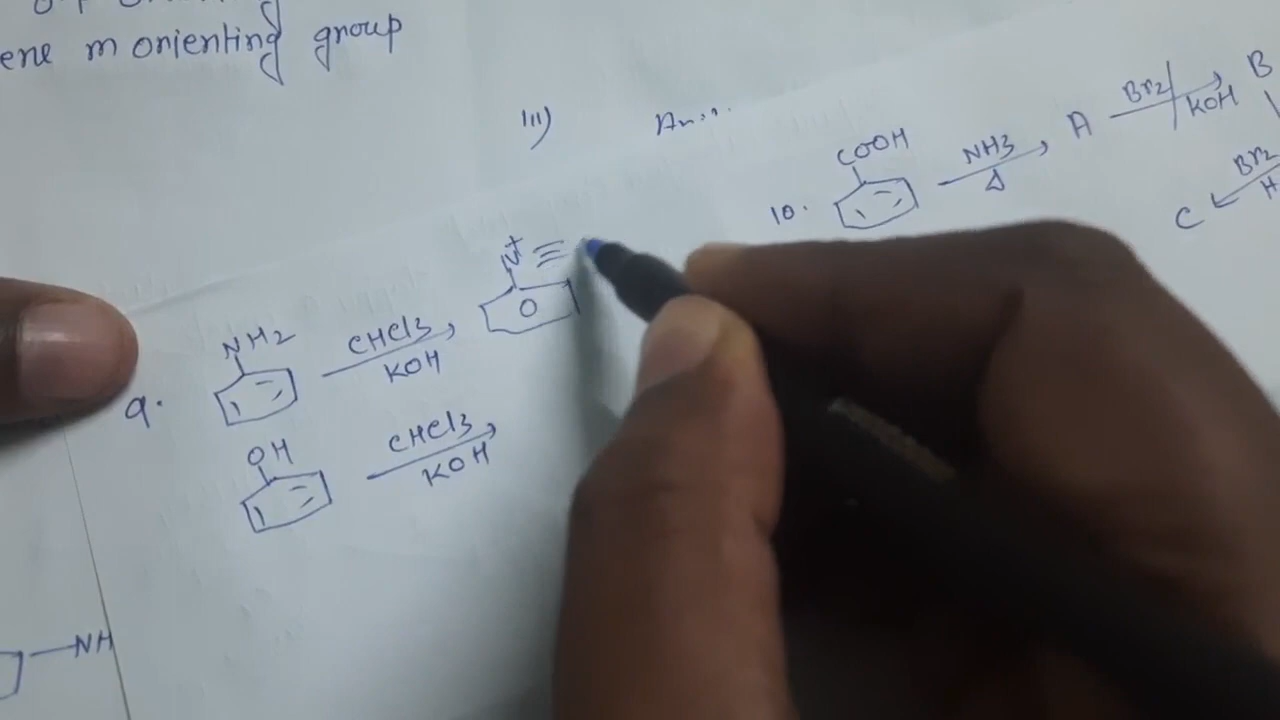 ene m orienting group
III)
10.
COOH
NH3
Δ
A
Br2
KOH
B
Br2
C
9.
NH2
CHCl3
KOH
N+ ≡
OH
CHCl3
KOH
NH